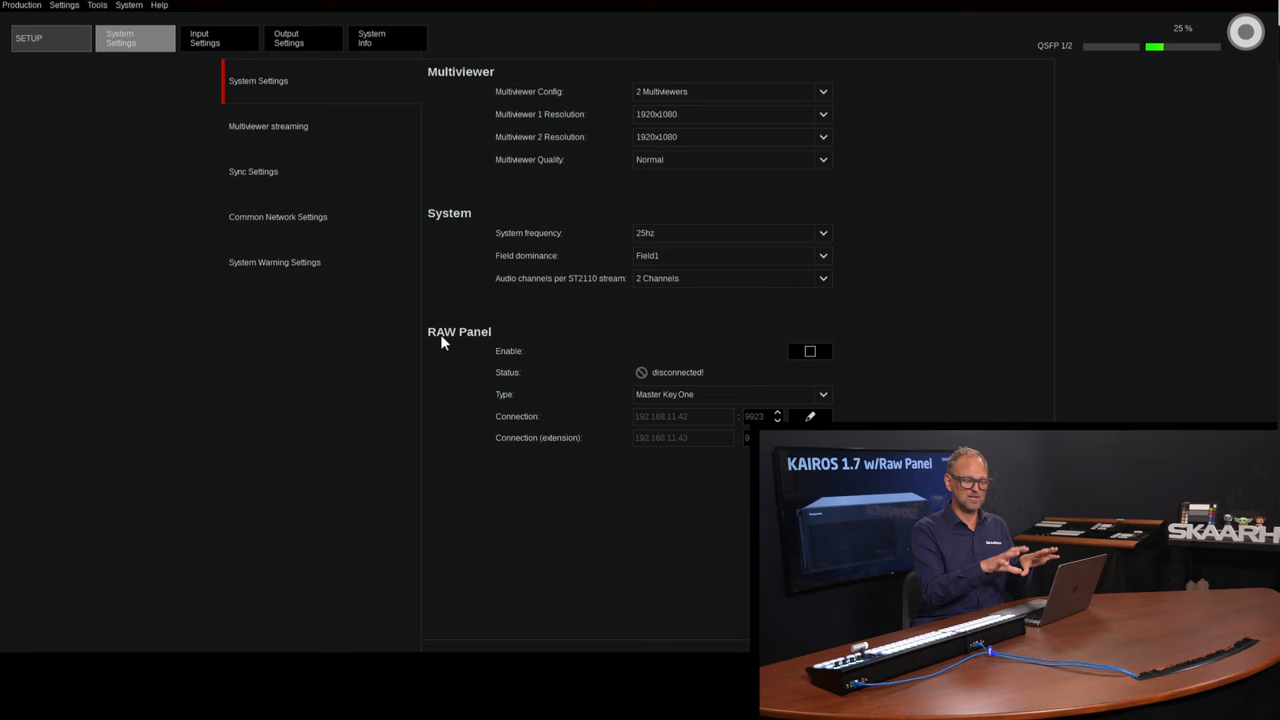 Production Settings Tools System Help
SETUP
System Settings
Input Settings
Output Settings
System Info
25 %
QSFP 1/2
System Settings
Multiviewer streaming
Sync Settings
Common Network Settings
System Warning Settings
Multiviewer
Multiviewer Config: 2 Multiviewers
Multiviewer 1 Resolution: 1920x1080
Multiviewer 2 Resolution: 1920x1080
Multiviewer Quality: Normal
System
System frequency: 25hz
Field dominance: Field1
Audio channels per ST2110 stream: 2 Channels
RAW Panel
Enable:
Status: disconnected!
Type: Master Key One
Connection: 192.168.11.42 : 9923
Connection (extension): 192.168.11.43 : 9
KAIROS 1.7 w/Raw Panel
Panasonic
SKAARH
SKAARHOJ